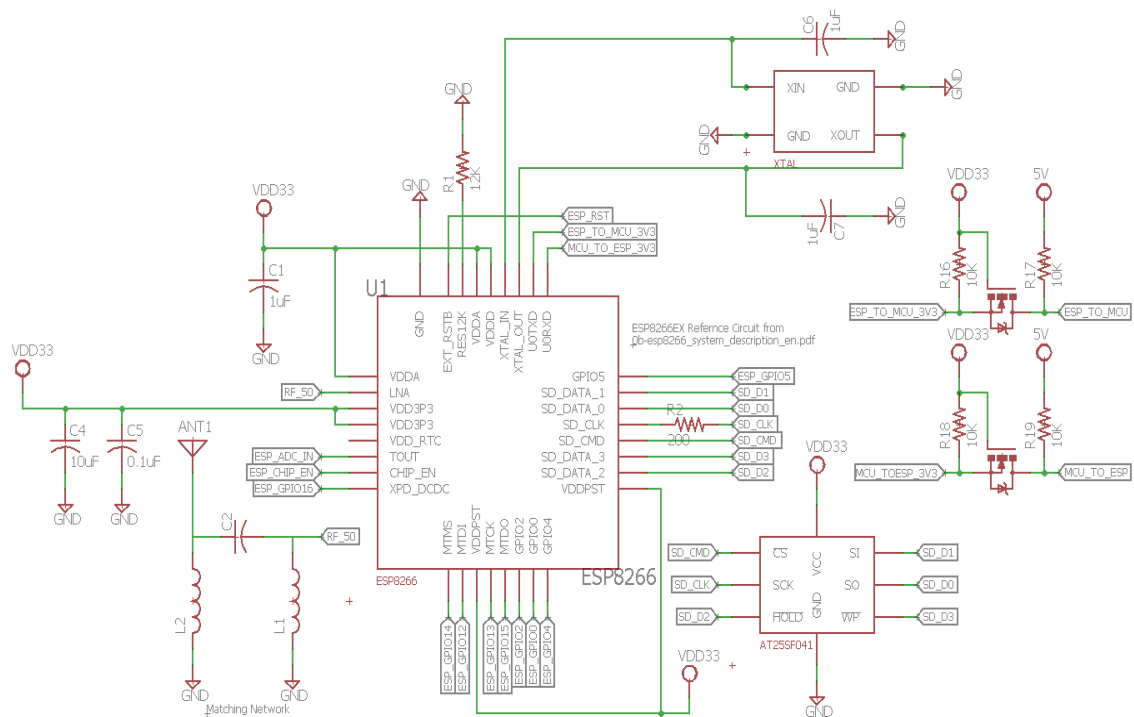 C6
1uF
GND
XIN
GND
GND
GND
XOUT
XTAL
GND
R1
12K
GND
VDD33
5V
VDD33
ESP_RST
ESP_TO_MCU_3V3
MCU_TO_ESP_3V3
1uF
C7
GND
R16
10K
R17
10K
C1
1uF
GND
U1
GND
EXT_RSTB
RES12K
VDDA
VDDD
XTAL_IN
XTAL_OUT
U0TXD
U0RXD
ESP_TO_MCU_3V3
ESP_TO_MCU
ESP8266EX Refernce Circuit from
0b-esp8266_system_description_en.pdf
VDD33
5V
VDD33
VDDA
LNA
VDD3P3
VDD3P3
VDD_RTC
TOUT
CHIP_EN
XPD_DCDC
GPIO5
SD_DATA_1
SD_DATA_0
SD_CLK
SD_CMD
SD_DATA_3
SD_DATA_2
VDDPST
ESP_GPIO5
SD_D1
SD_D0
R2
200
SD_CLK
SD_CMD
SD_D3
SD_D2
RF_50
R18
10K
R19
10K
C4
10uF
GND
C5
0.1uF
GND
ANT1
ESP_ADC_IN
ESP_CHIP_EN
ESP_GPIO16
VDD33
MCU_TOESP_3V3
MCU_TO_ESP
C2
RF_50
MTMS
MTDI
VDDPST
MTCK
MTDO
GPIO2
GPIO0
GPIO4
ESP8266
ESP8266
SD_CMD
SD_CLK
SD_D2
CS
SCK
HOLD
VCC
GND
SI
SO
WP
SD_D1
SD_D0
SD_D3
AT25SF041
L2
L1
ESP_GPIO14
ESP_GPIO12
ESP_GPIO13
ESP_GPIO15
ESP_GPIO2
ESP_GPIO0
ESP_GPIO4
VDD33
GND
GND
GND
Matching Network